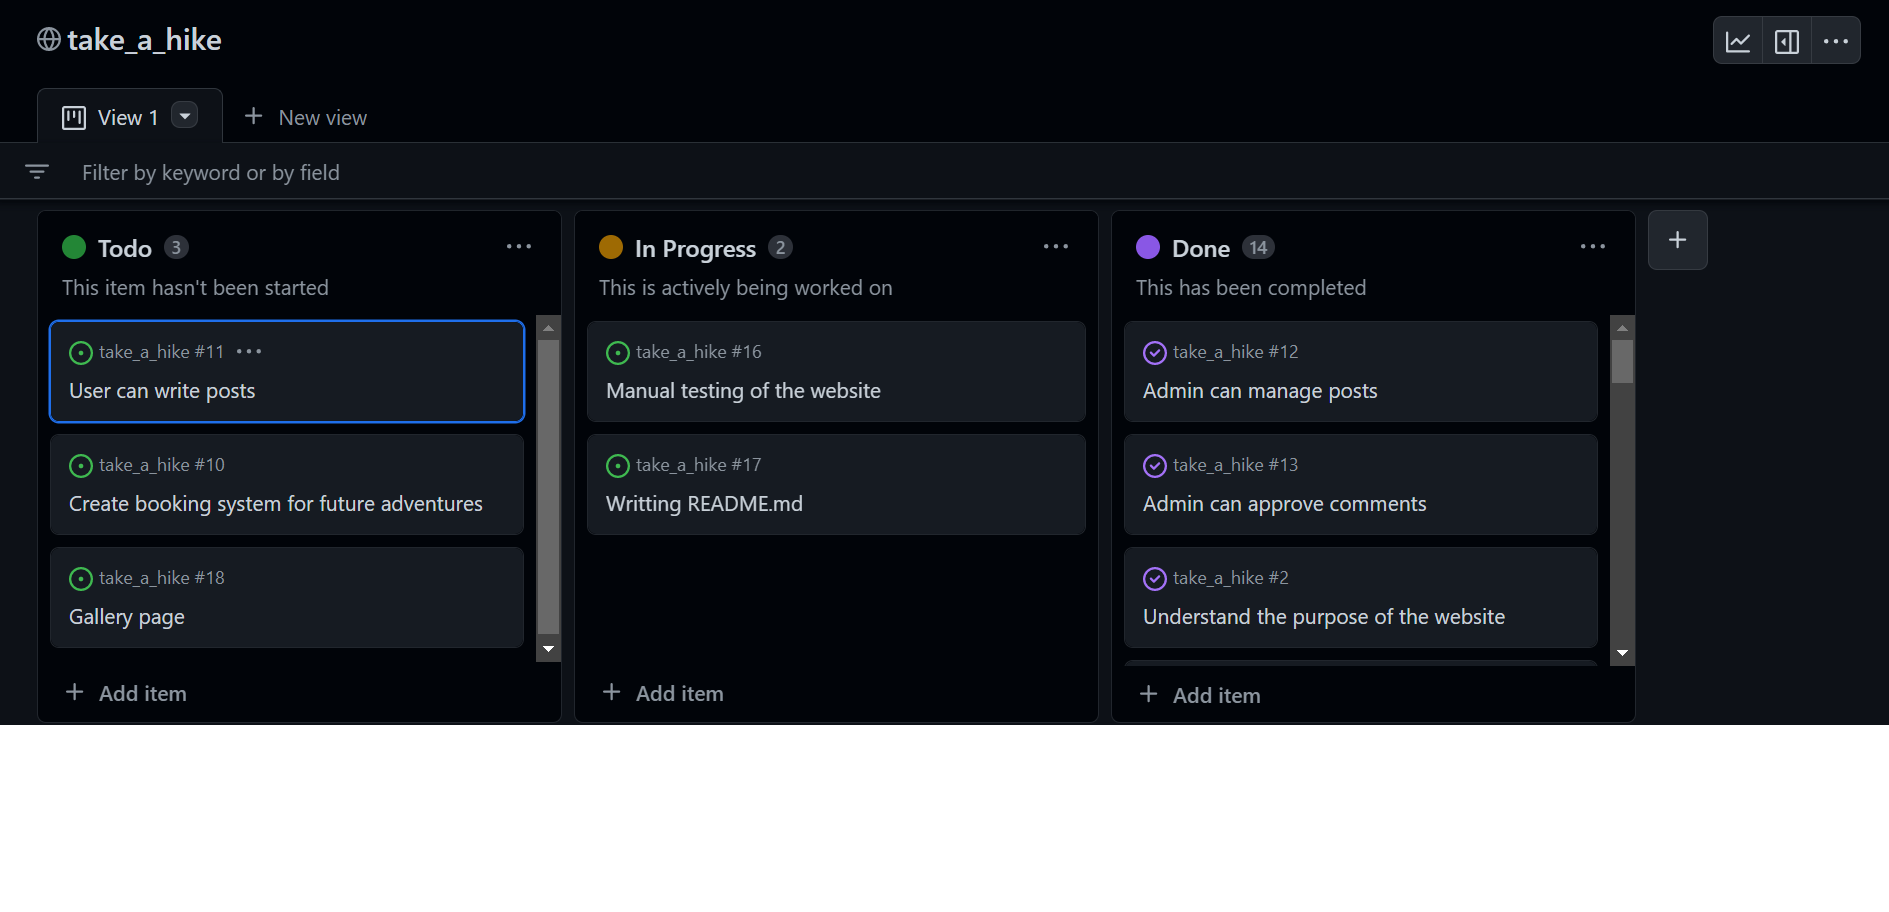 take_a_hike
View 1
New view
Filter by keyword or by field
Todo 3
This item hasn't been started
take_a_hike #11
User can write posts
take_a_hike #10
Create booking system for future adventures
take_a_hike #18
Gallery page
Add item
In Progress 2
This is actively being worked on
take_a_hike #16
Manual testing of the website
take_a_hike #17
Writting README.md
Add item
Done 14
This has been completed
take_a_hike #12
Admin can manage posts
take_a_hike #13
Admin can approve comments
take_a_hike #2
Understand the purpose of the website
Add item